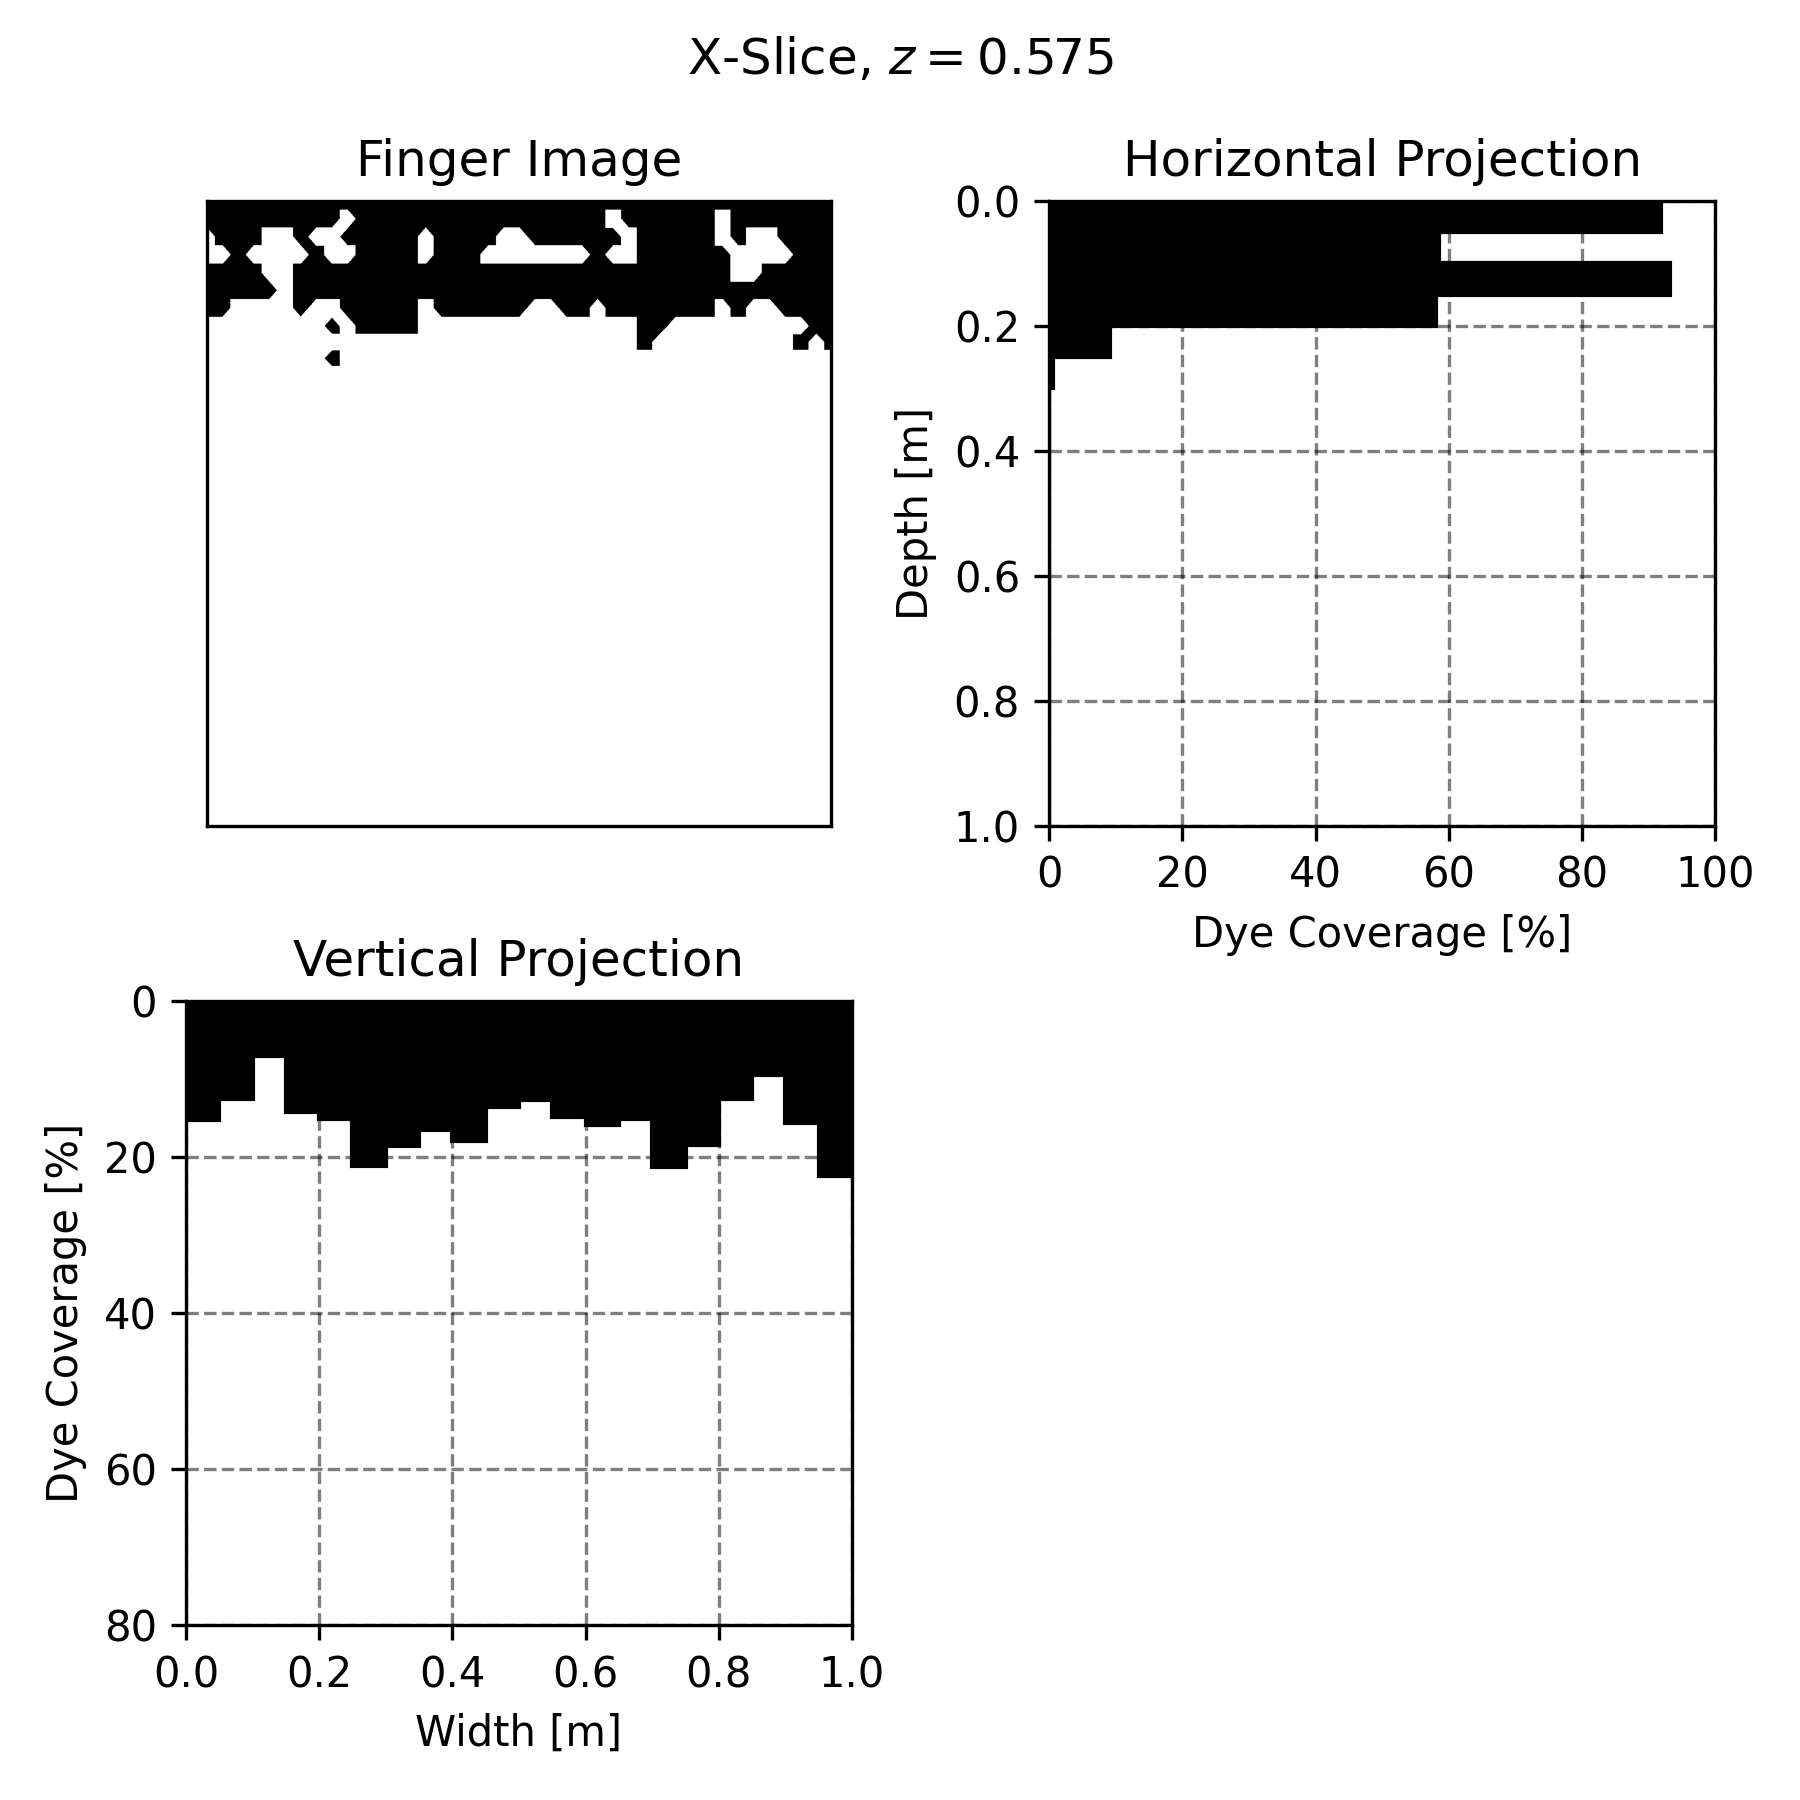 X-Slice, z = 0.575
Finger Image
Horizontal Projection
0.0
0.2
0.4
0.6
0.8
1.0
Depth [m]
0 20 40 60 80 100
Dye Coverage [%]
Vertical Projection
0
20
40
60
80
Dye Coverage [%]
0.0 0.2 0.4 0.6 0.8 1.0
Width [m]